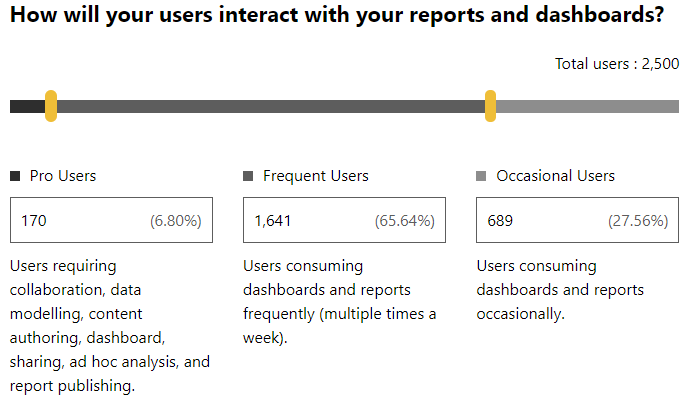 How will your users interact with your reports and dashboards?
Total users : 2,500
Pro Users
Frequent Users
Occasional Users
170 (6.80%)
1,641 (65.64%)
689 (27.56%)
Users requiring
collaboration, data
modelling, content
authoring, dashboard,
sharing, ad hoc analysis, and
report publishing.
Users consuming
dashboards and reports
frequently (multiple times a
week).
Users consuming
dashboards and reports
occasionally.